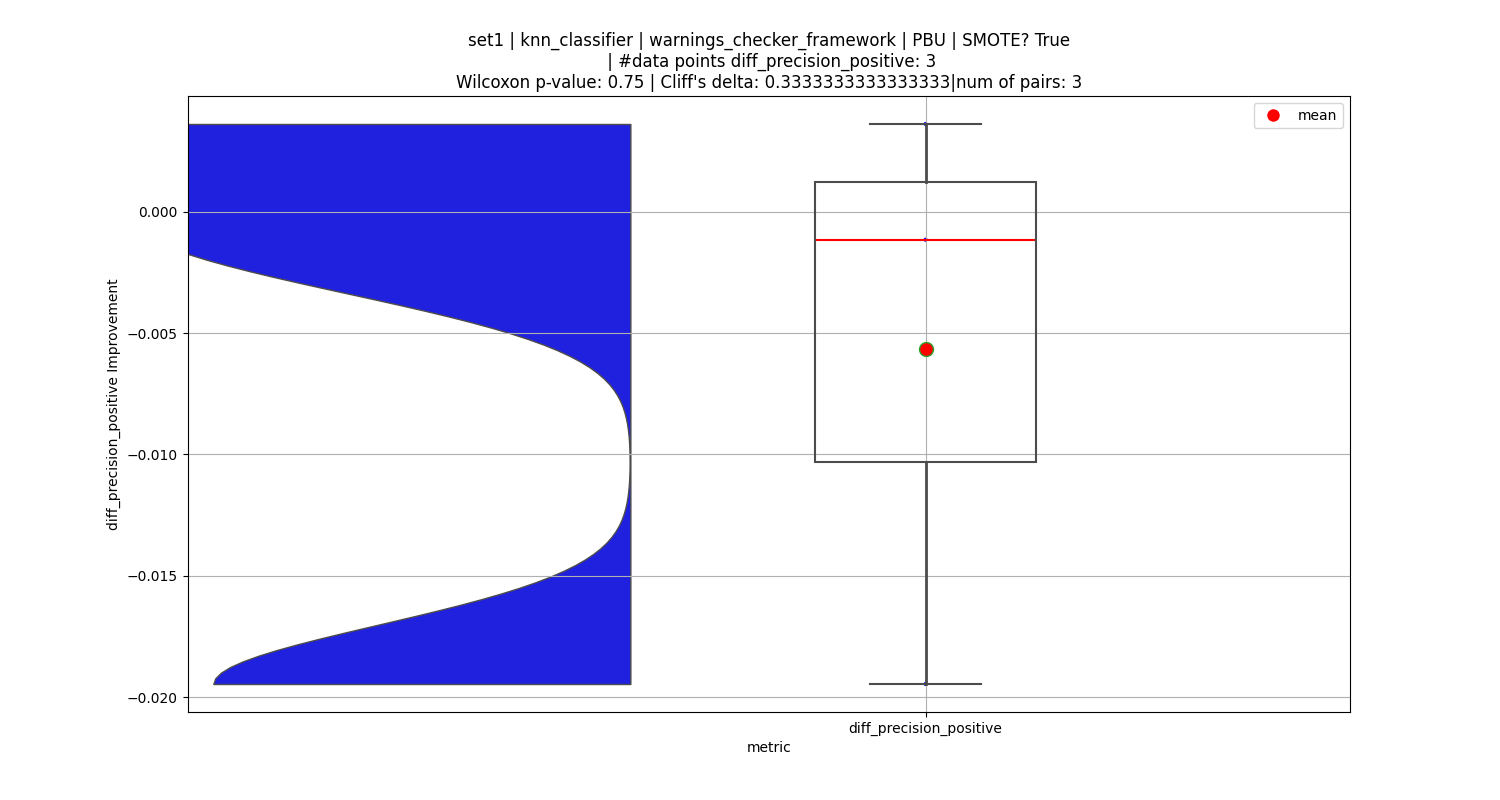 set1 | knn_classifier | warnings_checker_framework | PBU | SMOTE? True
| #data points diff_precision_positive: 3
Wilcoxon p-value: 0.75 | Cliff's delta: 0.3333333333333333|num of pairs: 3
mean
0.000
−0.005
−0.010
−0.015
−0.020
diff_precision_positive Improvement
diff_precision_positive
metric